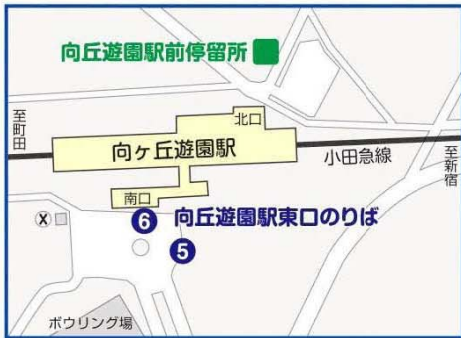 向丘遊園駅前停留所
北口
至町田
向ヶ丘遊園駅
小田急線
至新宿
南口
X
6
向丘遊園駅東口のりば
5
ボウリング場